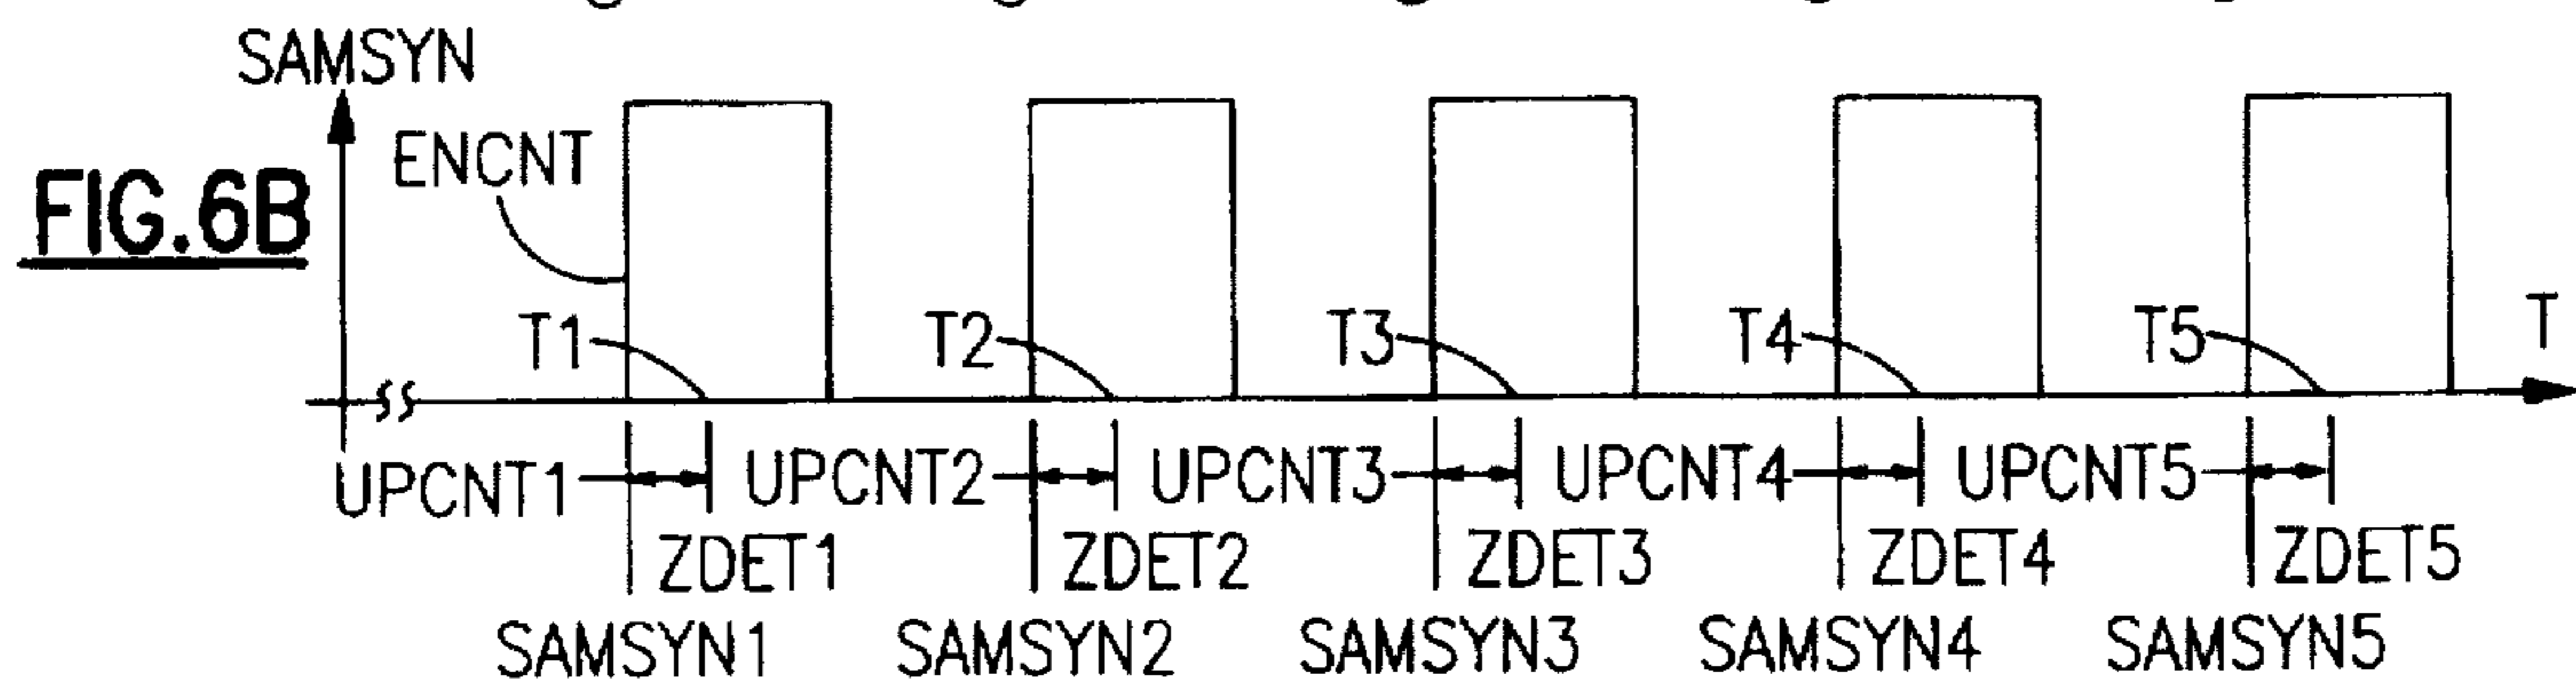 SAMSYN
ENCNT
FIG.6B
T1 T2 T3 T4 T5 T
UPCNT1 UPCNT2 UPCNT3 UPCNT4 UPCNT5
ZDET1 ZDET2 ZDET3 ZDET4 ZDET5
SAMSYN1 SAMSYN2 SAMSYN3 SAMSYN4 SAMSYN5